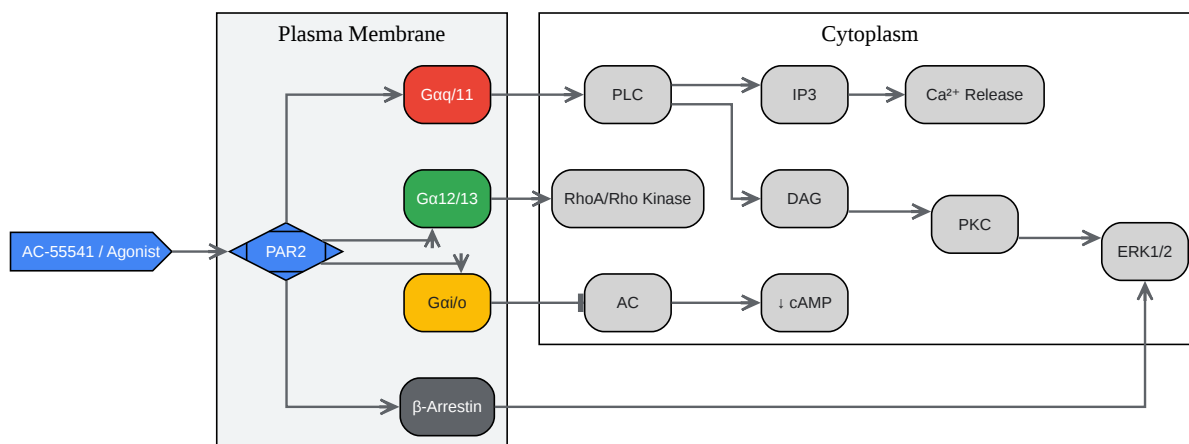 Plasma Membrane
Cytoplasm
Gαq/11
PLC
IP3
Ca²⁺ Release
Gα12/13
RhoA/Rho Kinase
DAG
PKC
AC-55541 / Agonist
PAR2
ERK1/2
Gαi/o
AC
↓ cAMP
β-Arrestin